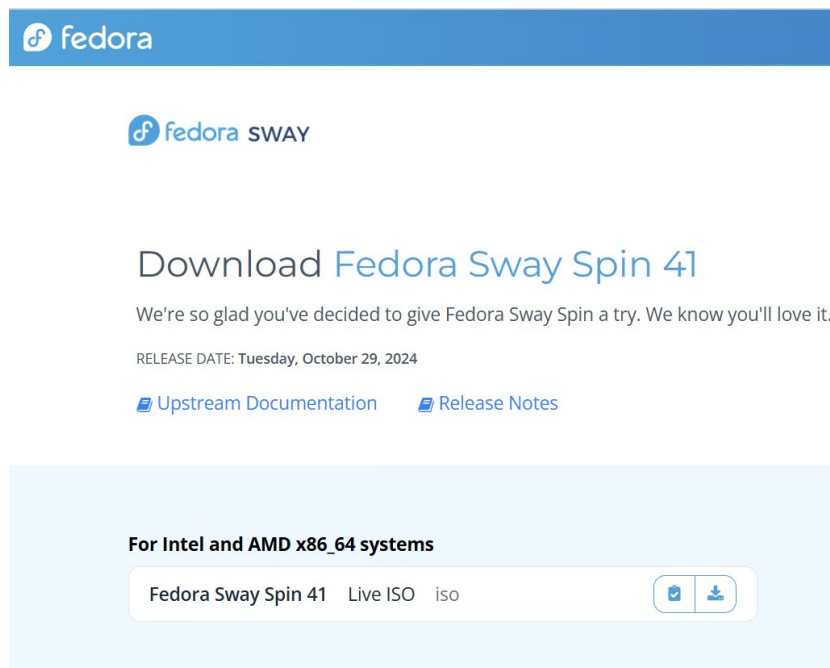 fedora
fedora SWAY
Download Fedora Sway Spin 41
We're so glad you've decided to give Fedora Sway Spin a try. We know you'll love it.
RELEASE DATE: Tuesday, October 29, 2024
Upstream Documentation Release Notes
For Intel and AMD x86_64 systems
Fedora Sway Spin 41 Live ISO iso